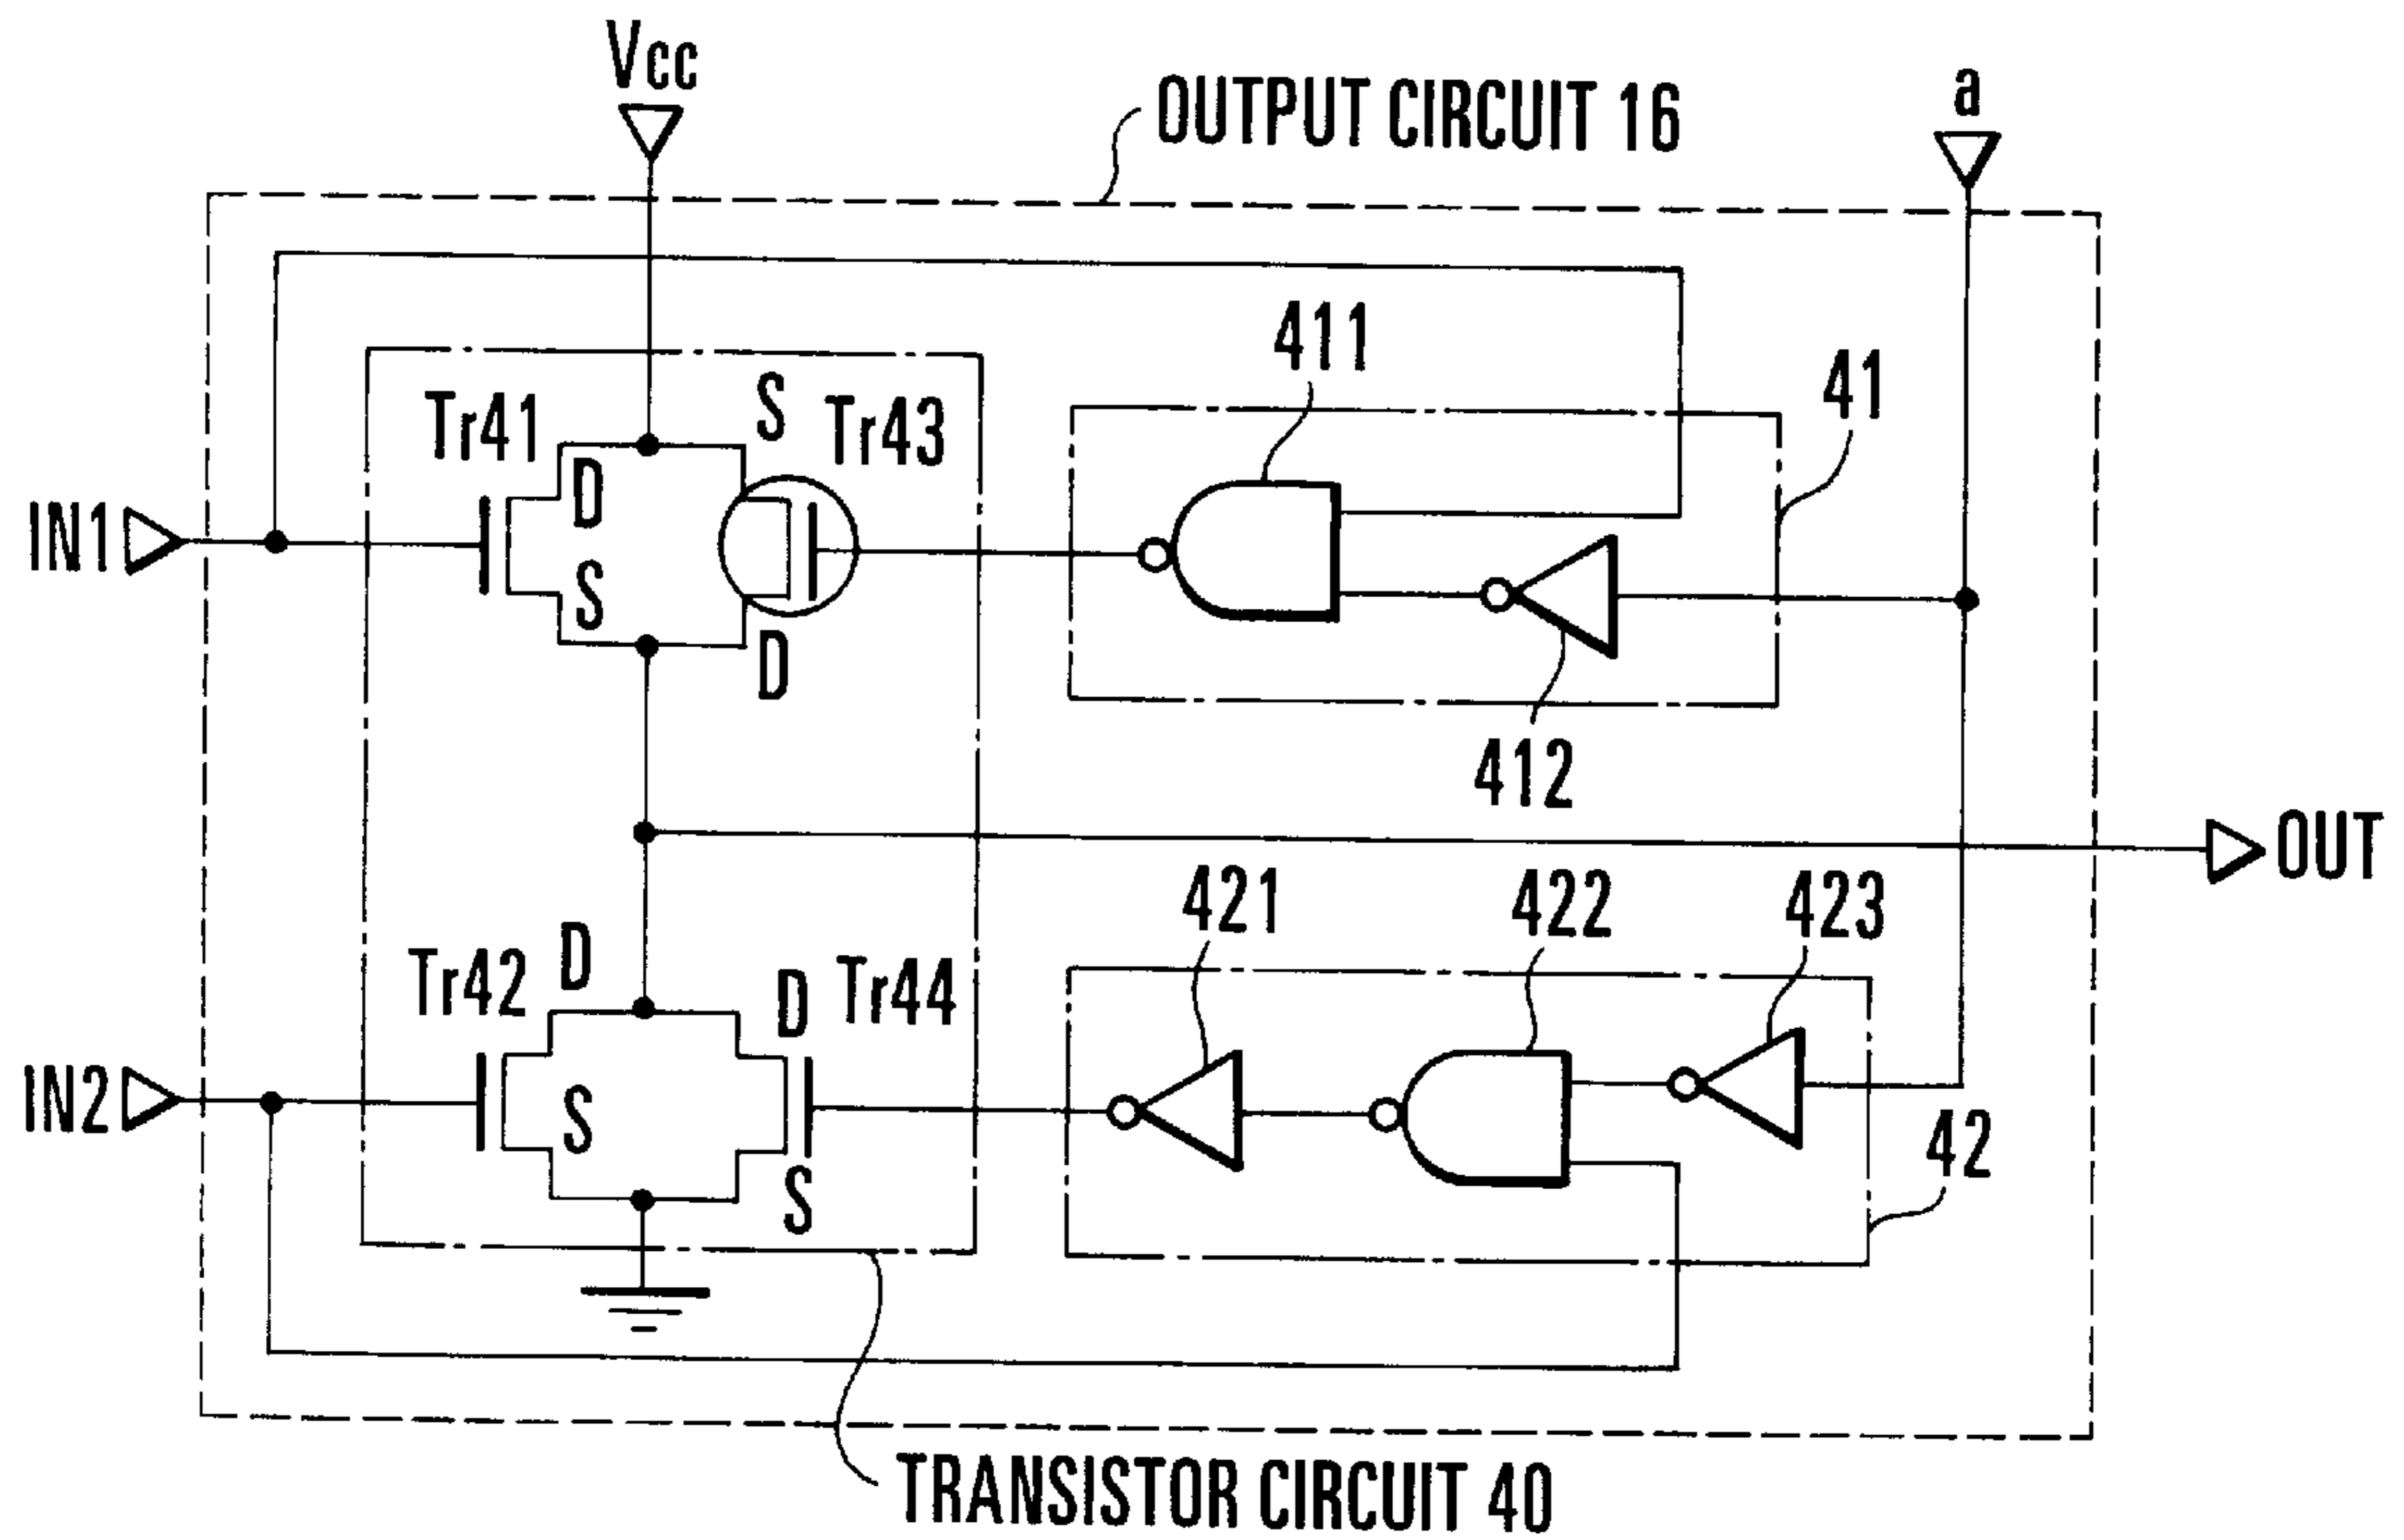 Vcc
OUTPUT CIRCUIT 16
a
411
41
S
Tr41
Tr43
D
IN1
S
D
412
OUT
421
422
423
D
Tr42
D
Tr44
IN2
S
42
S
TRANSISTOR CIRCUIT 40